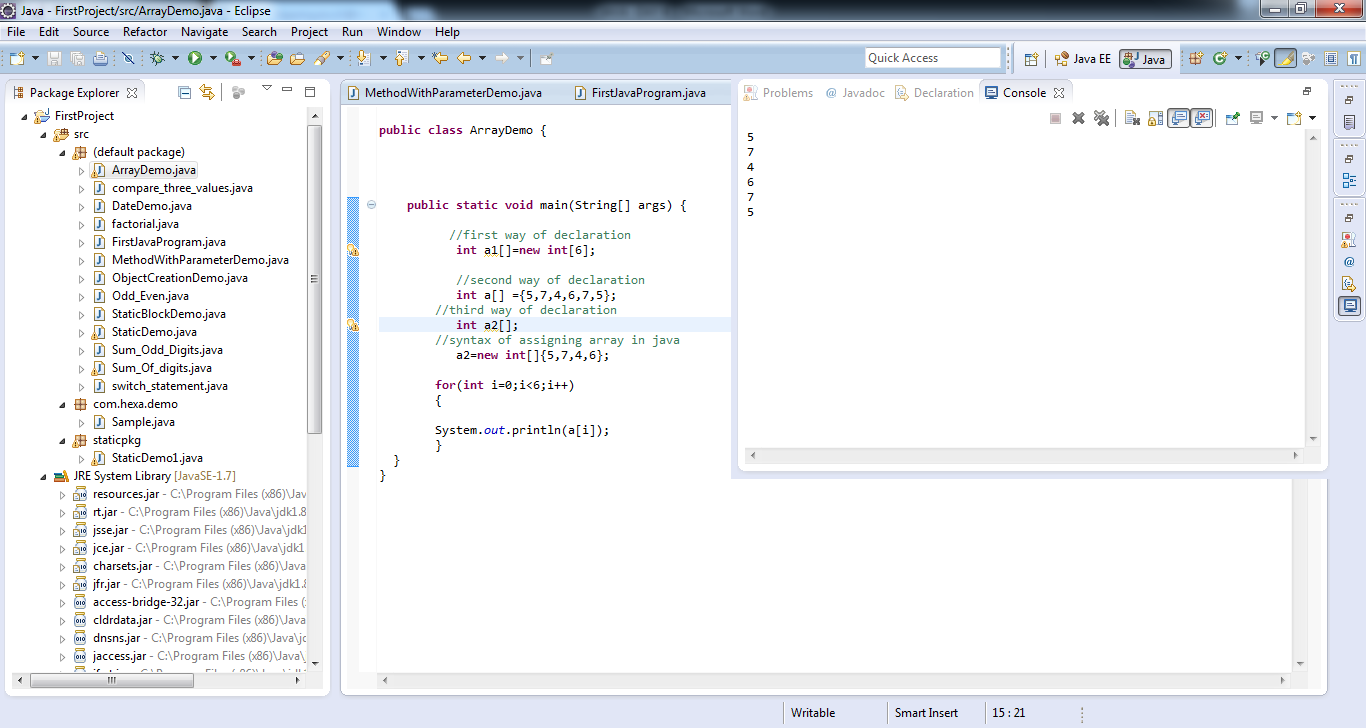 Java - FirstProject/src/ArrayDemo.java - Eclipse
File Edit Source Refactor Navigate Search Project Run Window Help
Quick Access
Java EE
Java
Package Explorer
FirstProject
src
(default package)
ArrayDemo.java
compare_three_values.java
DateDemo.java
factorial.java
FirstJavaProgram.java
MethodWithParameterDemo.java
ObjectCreationDemo.java
Odd_Even.java
StaticBlockDemo.java
StaticDemo.java
Sum_Odd_Digits.java
Sum_Of_digits.java
switch_statement.java
com.hexa.demo
Sample.java
staticpkg
StaticDemo1.java
JRE System Library [JavaSE-1.7]
resources.jar - C:\Program Files (x86)\Jav
rt.jar - C:\Program Files (x86)\Java\jdk1.8
jsse.jar - C:\Program Files (x86)\Java\jdk1
jce.jar - C:\Program Files (x86)\Java\jdk1
charsets.jar - C:\Program Files (x86)\Java
jfr.jar - C:\Program Files (x86)\Java\jdk1.8
access-bridge-32.jar - C:\Program Files (
cldrdata.jar - C:\Program Files (x86)\Java
dnsns.jar - C:\Program Files (x86)\Java\jc
jaccess.jar - C:\Program Files (x86)\Java
MethodWithParameterDemo.java FirstJavaProgram.java
public class ArrayDemo {
public static void main(String[] args) {
//first way of declaration
int a1[]=new int[6];
//second way of declaration
int a[] ={5,7,4,6,7,5};
//third way of declaration
int a2[];
//syntax of assigning array in java
a2=new int[]{5,7,4,6};
for(int i=0;i<6;i++)
{
System.out.println(a[i]);
}
}
}
Problems @ Javadoc Declaration Console
5
7
4
6
7
5
Writable Smart Insert 15 : 21